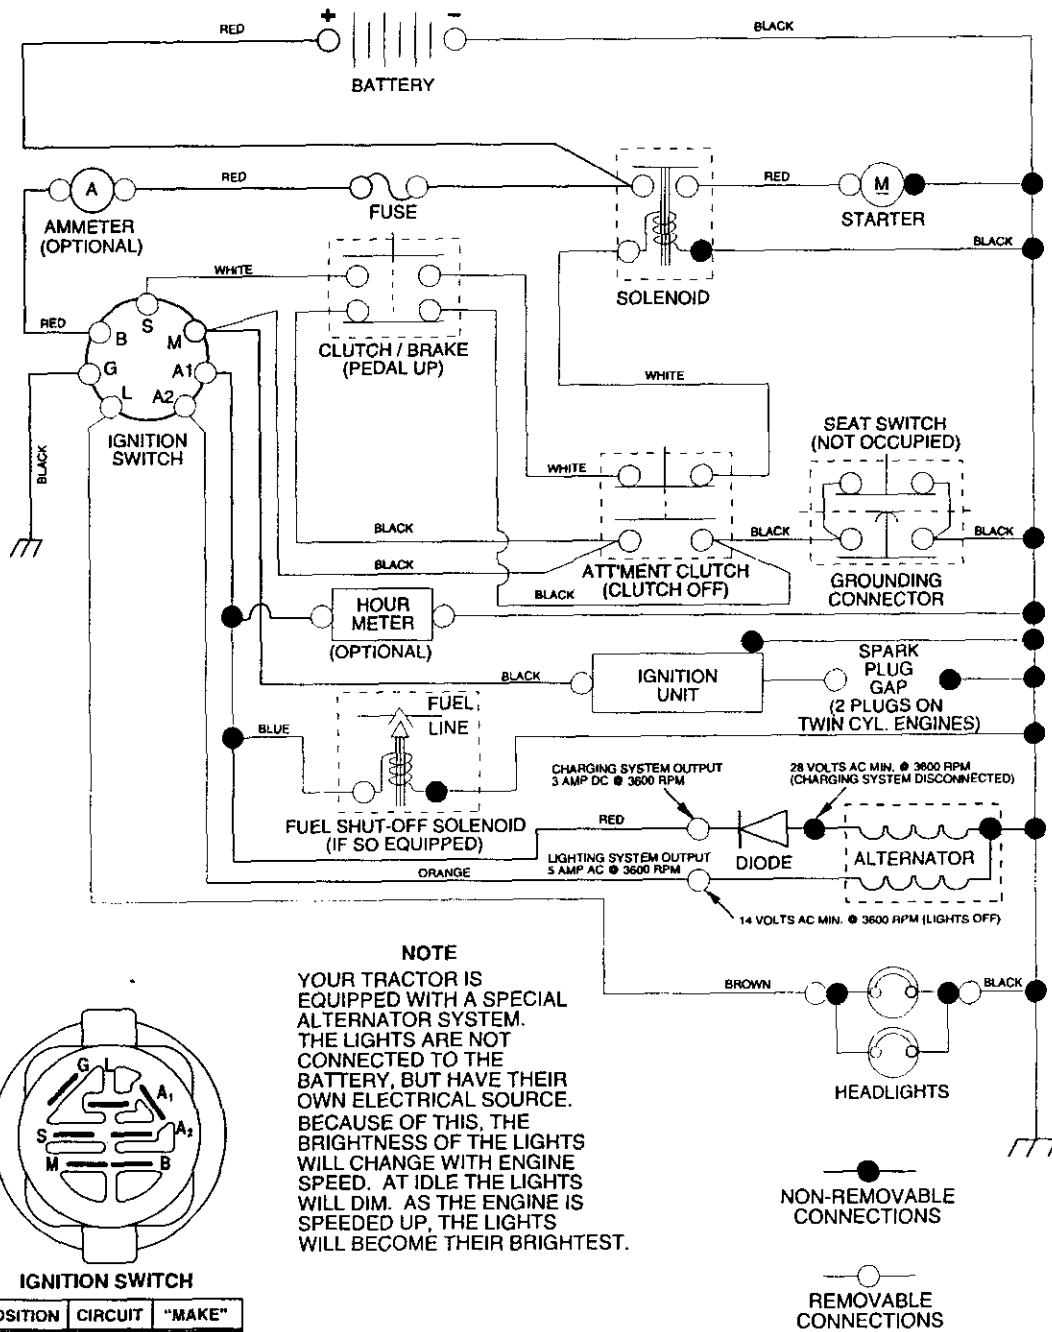 +
-
RED
BLACK
BATTERY
A
RED
FUSE
RED
M
STARTER
AMMETER
(OPTIONAL)
BLACK
SOLENOID
WHITE
S
RED
B
M
CLUTCH / BRAKE
(PEDAL UP)
G
A1
L
A2
IGNITION
SWITCH
WHITE
SEAT SWITCH
(NOT OCCUPIED)
BLACK
WHITE
BLACK
BLACK
BLACK
BLACK
ATT'MENT CLUTCH
(CLUTCH OFF)
GROUNDING
CONNECTOR
BLACK
HOUR
METER
(OPTIONAL)
BLACK
IGNITION
UNIT
SPARK
PLUG
GAP
(2 PLUGS ON
TWIN CYL. ENGINES)
FUEL
LINE
BLUE
FUEL SHUT-OFF SOLENOID
(IF SO EQUIPPED)
CHARGING SYSTEM OUTPUT
3 AMP DC @ 3600 RPM
28 VOLTS AC MIN. @ 3600 RPM
(CHARGING SYSTEM DISCONNECTED)
RED
DIODE
ALTERNATOR
LIGHTING SYSTEM OUTPUT
5 AMP AC @ 3600 RPM
ORANGE
14 VOLTS AC MIN. @ 3600 RPM (LIGHTS OFF)
NOTE
YOUR TRACTOR IS
EQUIPPED WITH A SPECIAL
ALTERNATOR SYSTEM.
THE LIGHTS ARE NOT
CONNECTED TO THE
BATTERY, BUT HAVE THEIR
OWN ELECTRICAL SOURCE.
BECAUSE OF THIS, THE
BRIGHTNESS OF THE LIGHTS
WILL CHANGE WITH ENGINE
SPEED. AT IDLE THE LIGHTS
WILL DIM. AS THE ENGINE IS
SPEEDED UP, THE LIGHTS
WILL BECOME THEIR BRIGHTEST.
BROWN
BLACK
HEADLIGHTS
G
L
A1
S
A2
M
B
IGNITION SWITCH
OSITION CIRCUIT "MAKE"
NON-REMOVABLE
CONNECTIONS
REMOVABLE
CONNECTIONS